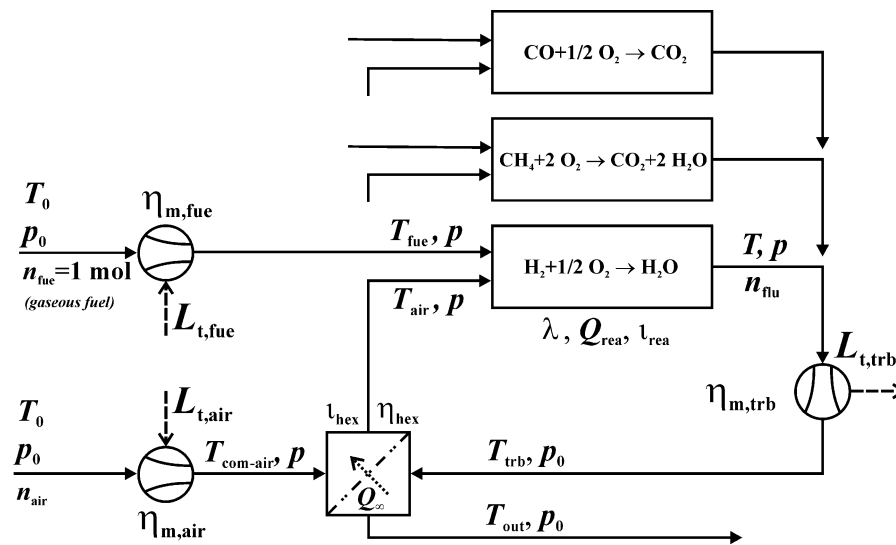 CO+1/2 O₂ → CO₂
CH₄+2 O₂ → CO₂+2 H₂O
T₀
p₀
n_fue=1 mol
(gaseous fuel)
η_m,fue
L_t,fue
T_fue, p
T_air, p
H₂+1/2 O₂ → H₂O
λ , Q_rea, ι_rea
T, p
n_flu
L_t,trb
η_m,trb
T₀
p₀
n_air
L_t,air
η_m,air
T_com-air, p
ι_hex
η_hex
Q_∞
T_trb, p₀
T_out, p₀